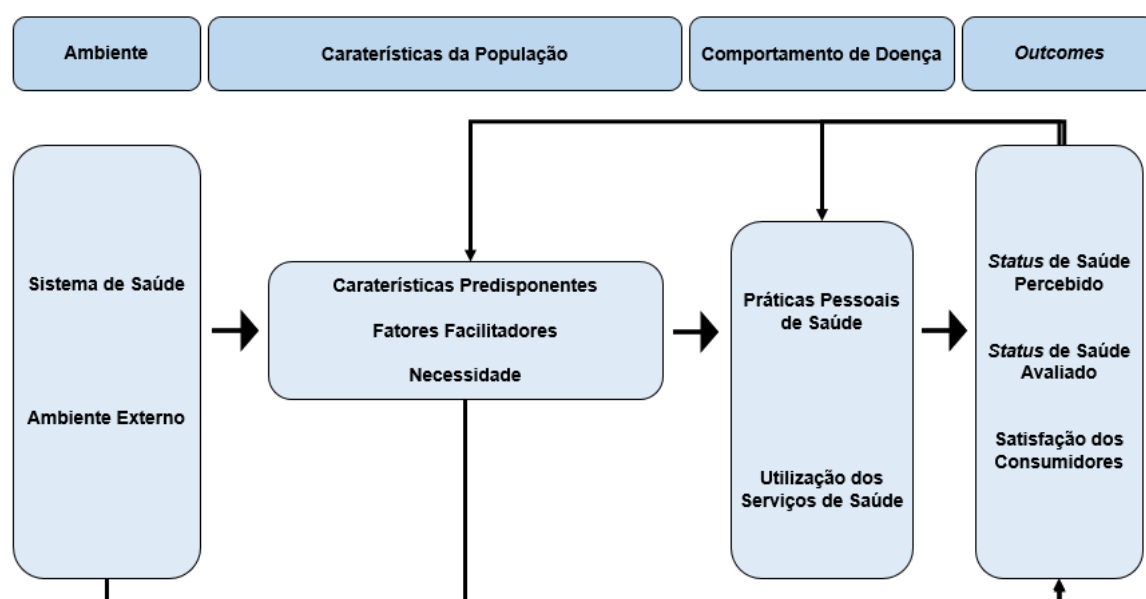 Ambiente
Caraterísticas da População
Comportamento de Doença
Outcomes
Sistema de Saúde
Ambiente Externo
Caraterísticas Predisponentes
Fatores Facilitadores
Necessidade
Práticas Pessoais
de Saúde
Utilização dos
Serviços de Saúde
Status de Saúde
Percebido
Status de Saúde
Avaliado
Satisfação dos
Consumidores